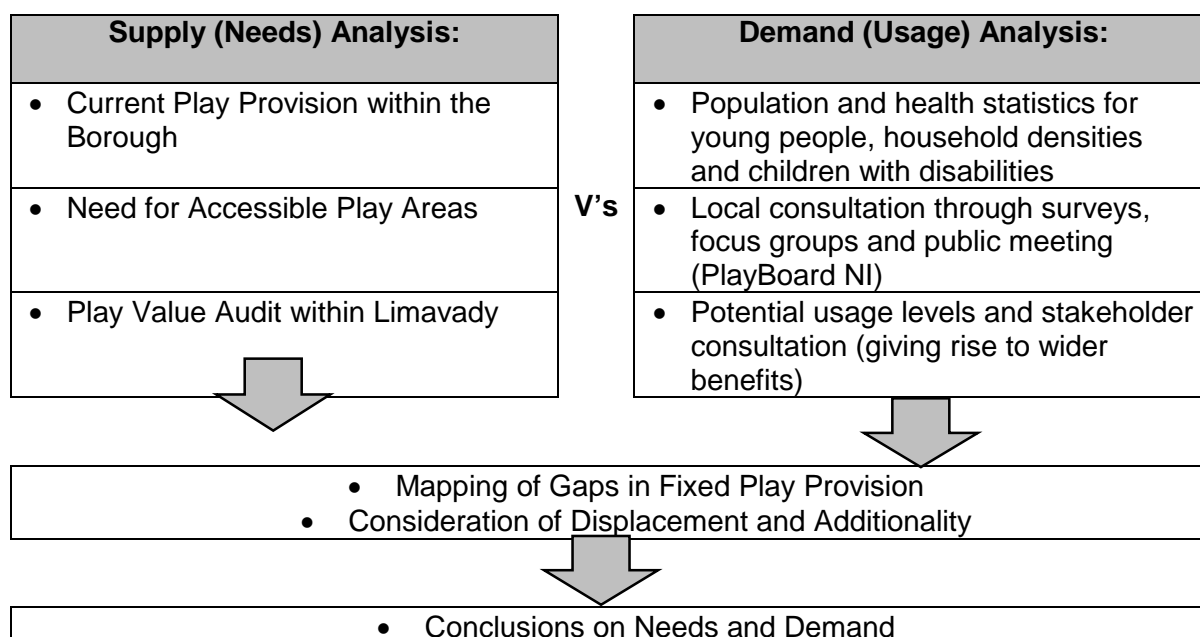 Supply (Needs) Analysis:
• Current Play Provision within the
Borough
• Need for Accessible Play Areas
• Play Value Audit within Limavady
V's
Demand (Usage) Analysis:
• Population and health statistics for
young people, household densities
and children with disabilities
• Local consultation through surveys,
focus groups and public meeting
(PlayBoard NI)
• Potential usage levels and stakeholder
consultation (giving rise to wider
benefits)
• Mapping of Gaps in Fixed Play Provision
• Consideration of Displacement and Additionality
• Conclusions on Needs and Demand